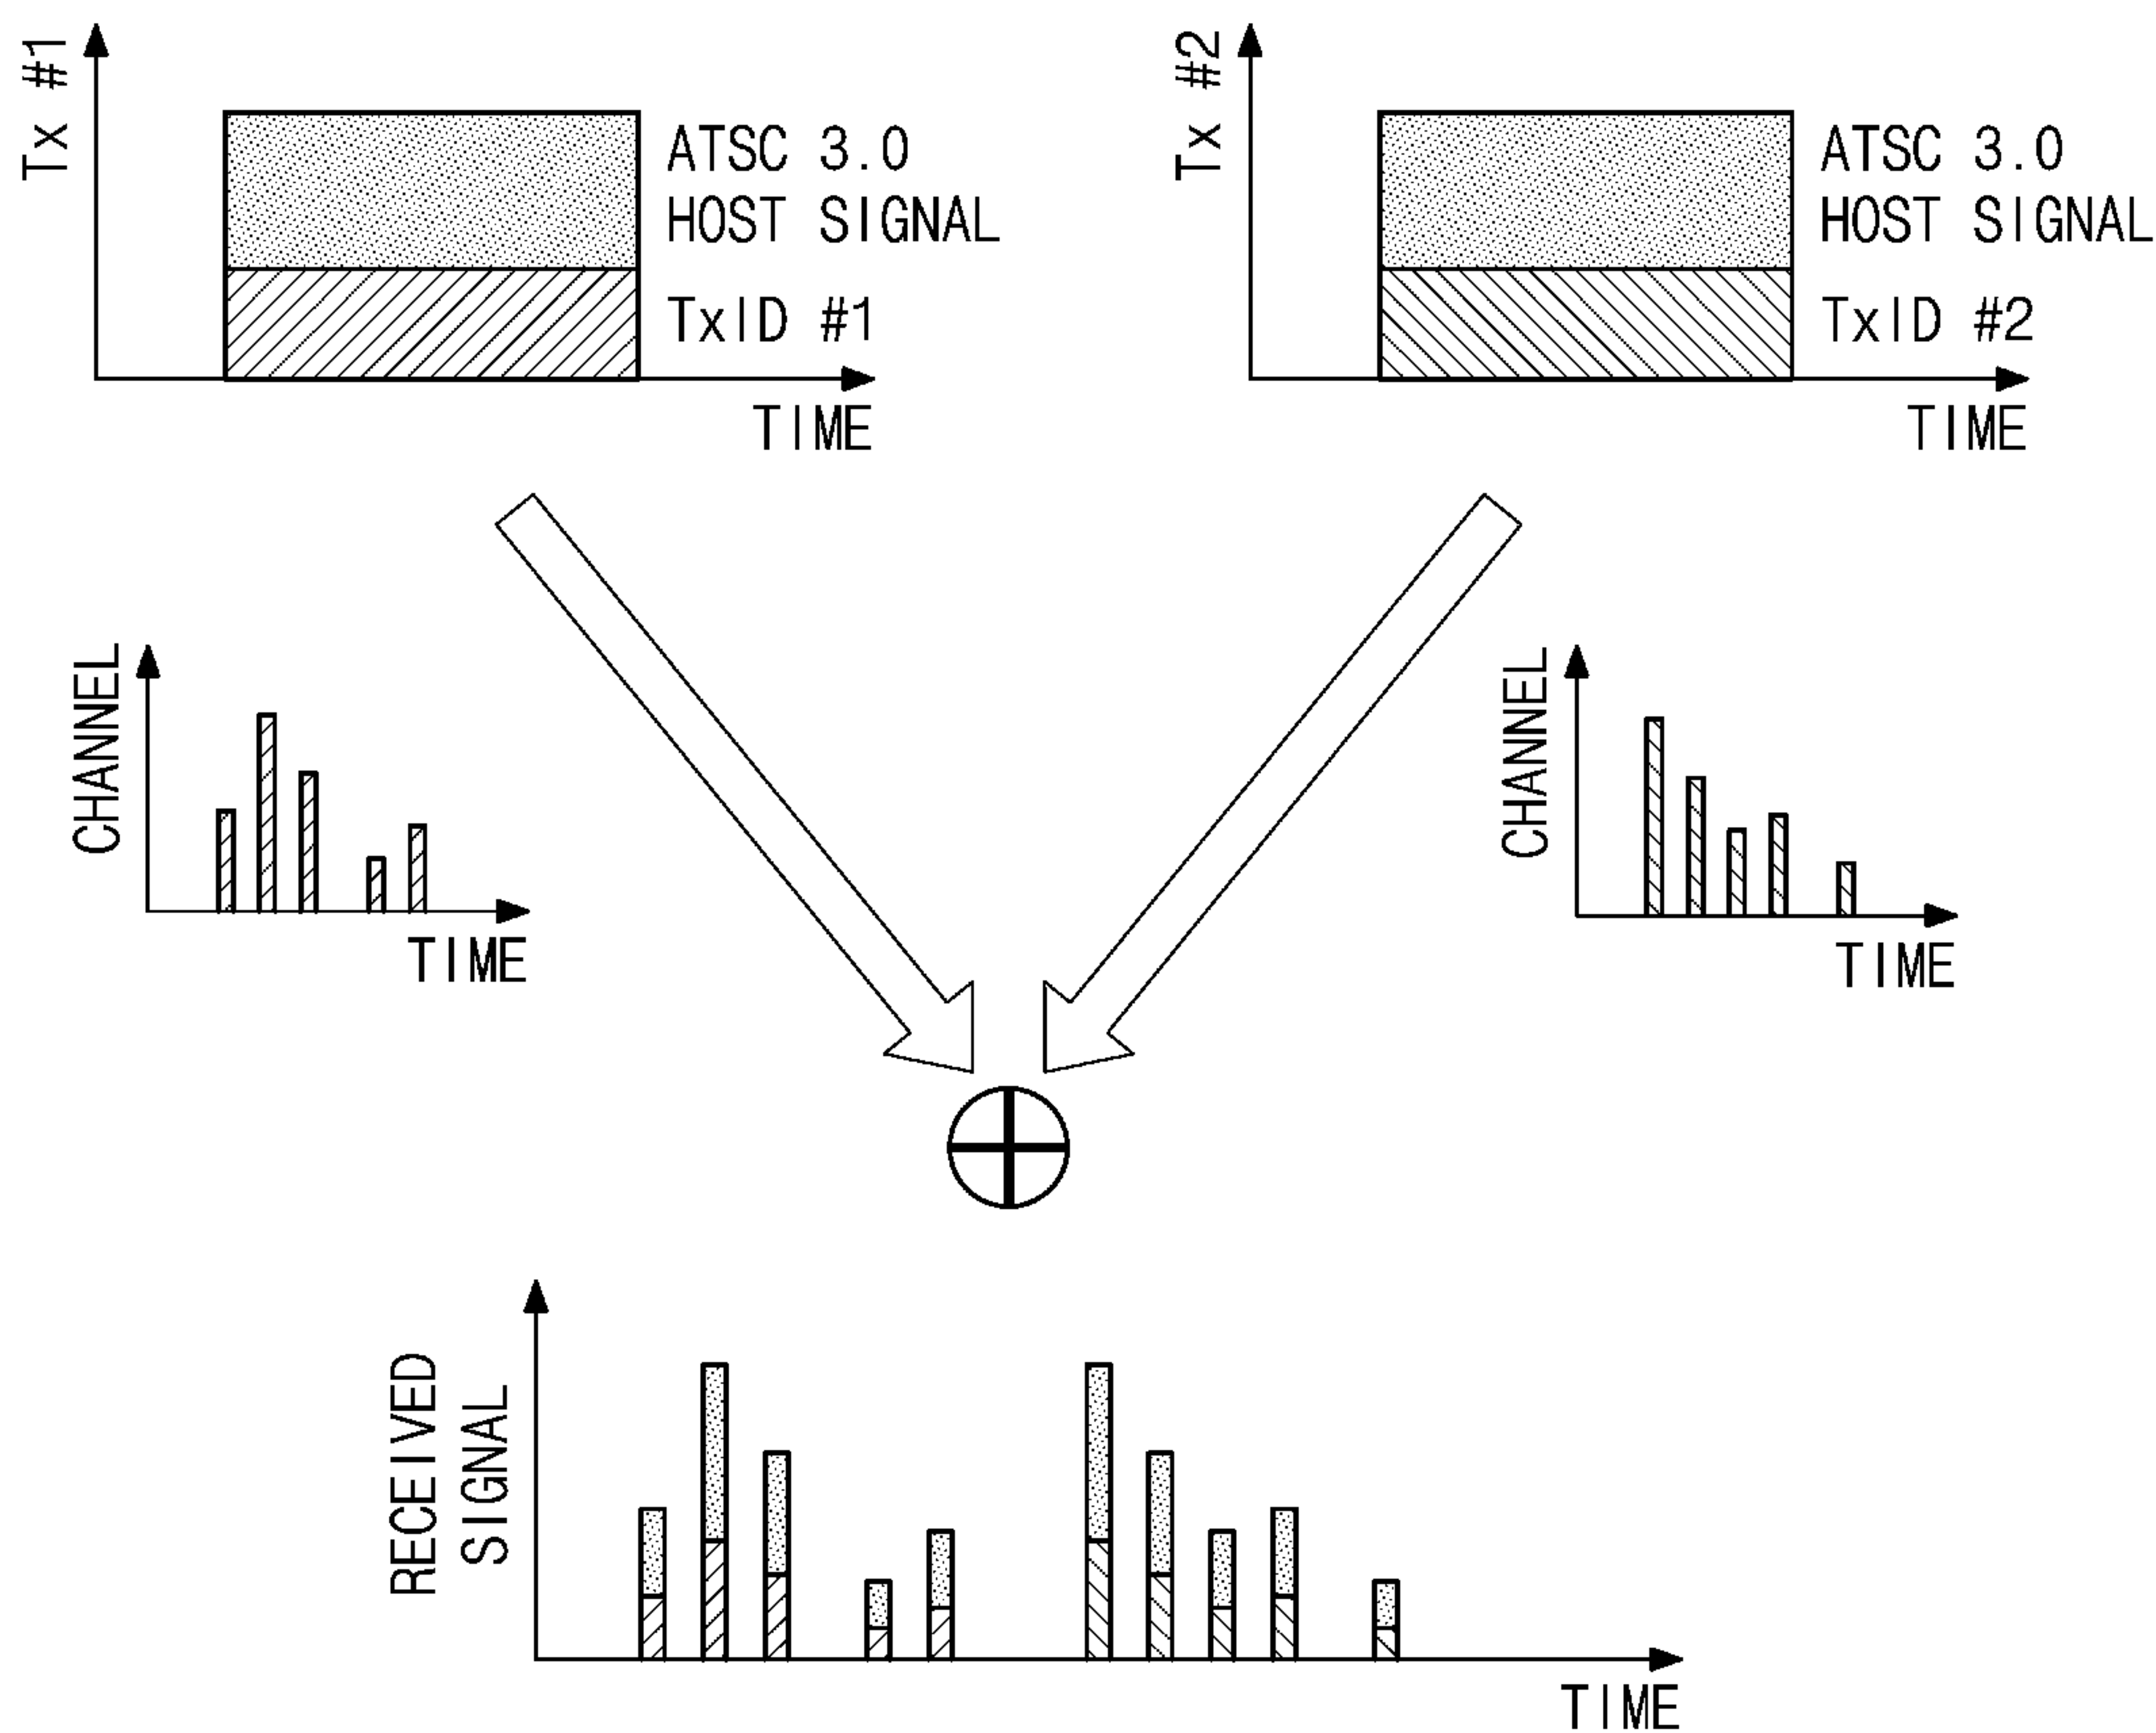 Tx #1
ATSC 3.0
HOST SIGNAL
TxID #1
TIME
Tx #2
ATSC 3.0
HOST SIGNAL
TxID #2
TIME
CHANNEL
TIME
CHANNEL
TIME
RECEIVED
SIGNAL
TIME